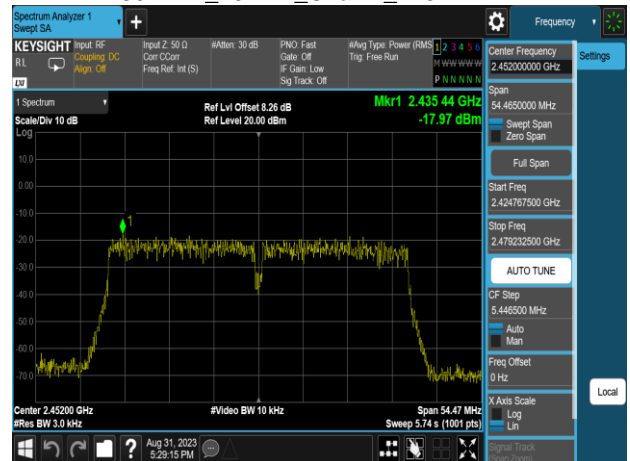 Spectrum Analyzer 1
Swept SA
Frequency
KEYSIGHT
RL
LXI
Input: RF
Coupling: DC
Align: Off
Input Z: 50 Ω
Corr CCorr
Freq Ref: Int (S)
#Atten: 30 dB
PNO: Fast
Gate: Off
IF Gain: Low
Sig Track: Off
#Avg Type: Power (RMS
Trig: Free Run
1 2 3 4 5 6
M W W W W W
P N N N N N
Center Frequency
2.452000000 GHz
Settings
Span
54.4650000 MHz
Swept Span
Zero Span
Full Span
Start Freq
2.424767500 GHz
Stop Freq
2.479232500 GHz
AUTO TUNE
CF Step
5.446500 MHz
Auto
Man
Freq Offset
0 Hz
X Axis Scale
Log
Lin
Local
Signal Track
(Span Zoom)
1 Spectrum
Scale/Div 10 dB
Log
Ref Lvl Offset 8.26 dB
Ref Level 20.00 dBm
Mkr1 2.435 44 GHz
-17.97 dBm
10.0
0.00
-10.0
-20.0
-30.0
-40.0
-50.0
-60.0
-70.0
1
Center 2.45200 GHz
#Res BW 3.0 kHz
#Video BW 10 kHz
Span 54.47 MHz
Sweep 5.74 s (1001 pts)
?
Aug 31, 2023
5:29:15 PM